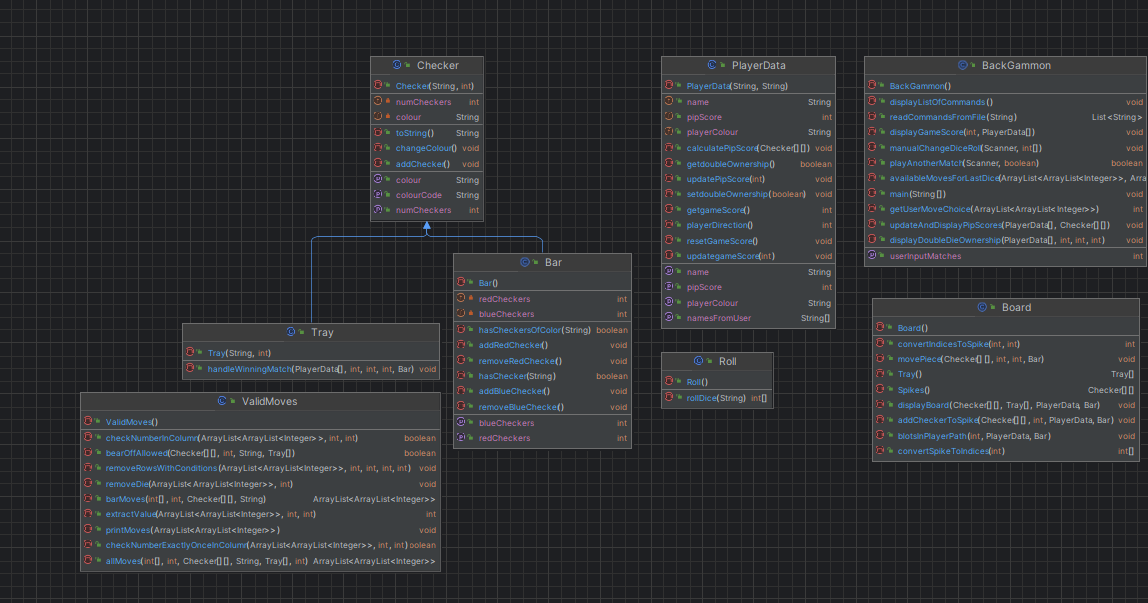 Checker
Checker(String, int)
numCheckers int
colour String
toString() String
changeColour() void
addChecker() void
colour String
colourCode String
numCheckers int
PlayerData
PlayerData(String, String)
name String
pipScore int
playerColour String
calculatePipScore(Checker[][]) void
getdoubleOwnership() boolean
updatePipScore(int) void
setdoubleOwnership(boolean) void
getgameScore() int
playerDirection() int
resetGameScore() void
updategameScore(int) void
name String
pipScore int
playerColour String
namesFromUser String[]
BackGammon
BackGammon()
displayListOfCommands() void
readCommandsFromFile(String) List<String>
displayGameScore(int, PlayerData[]) void
manualChangeDiceRoll(Scanner, int[]) void
playAnotherMatch(Scanner, boolean) boolean
availableMovesForLastDice(ArrayList<ArrayList<Integer>>, Arra
main(String[]) void
getUserMoveChoice(ArrayList<ArrayList<Integer>>) int
updateAndDisplayPipScores(PlayerData[], Checker[][]) void
displayDoubleDieOwnership(PlayerData[], int, int, int) void
userInputMatches int
Bar
Bar()
redCheckers int
blueCheckers int
hasCheckersOfColor(String) boolean
addRedChecker() void
removeRedChecke() void
hasChecker(String) boolean
addBlueChecker() void
removeBlueChecke() void
blueCheckers int
redCheckers int
Tray
Tray(String, int)
handleWinningMatch(PlayerData[], int, int, int, Bar) void
Roll
Roll()
rollDice(String) int[]
Board
Board()
convertIndicesToSpike(int, int) int
movePiece(Checker[][], int, int, Bar) void
Tray() Tray[]
Spikes() Checker[][]
displayBoard(Checker[][], Tray[], PlayerData, Bar) void
addCheckerToSpike(Checker[][], int, PlayerData, Bar) void
blotsInPlayerPath(int, PlayerData, Bar) void
convertSpikeToIndices(int) int[]
ValidMoves
ValidMoves()
checkNumberInColumn(ArrayList<ArrayList<Integer>>, int, int) boolean
bearOffAllowed(Checker[][], int, String, Tray[]) boolean
removeRowsWithConditions(ArrayList<ArrayList<Integer>>, int, int, int, int) void
removeDie(ArrayList<ArrayList<Integer>>, int) void
barMoves(int[], int, Checker[][], String) ArrayList<ArrayList<Integer>>
extractValue(ArrayList<ArrayList<Integer>>, int, int) int
printMoves(ArrayList<ArrayList<Integer>>) void
checkNumberExactlyOnceInColumn(ArrayList<ArrayList<Integer>>, int, int) oolean
allMoves(int[], int, Checker[][], String, Tray[], int) ArrayList<ArrayList<Integer>>